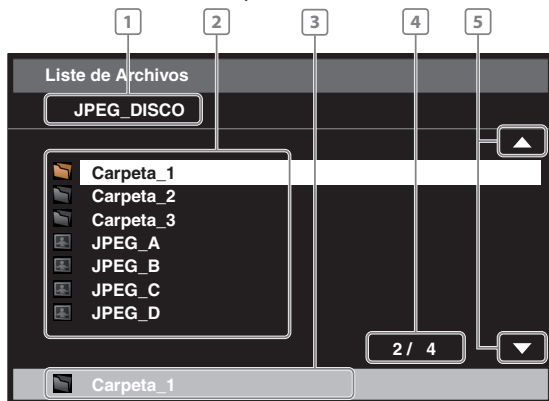 1 2 3 4 5
Liste de Archivos
JPEG_DISCO
Carpeta_1
Carpeta_2
Carpeta_3
JPEG_A
JPEG_B
JPEG_C
JPEG_D
2 / 4
Carpeta_1